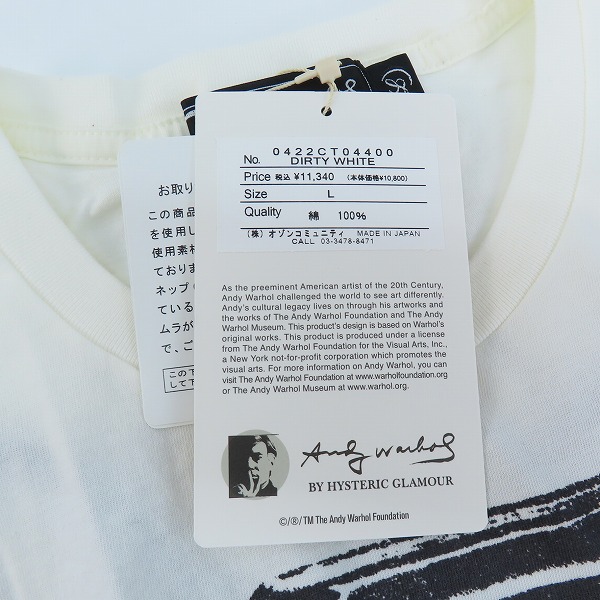 0422CT04400
No. DIRTY WHITE
Price 税込 ¥11,340 (本体価格¥10,800)
Size L
Quality 綿 100%
(株) オゾンコミュニティ MADE IN JAPAN
CALL 03-3478-8471
As the preeminent American artist of the 20th Century,
Andy Warhol challenged the world to see art differently.
Andy's cultural legacy lives on through his artworks and
the works of The Andy Warhol Foundation and The Andy
Warhol Museum. This product's design is based on Warhol's
original works. This product is produced under a license
from The Andy Warhol Foundation for the Visual Arts, Inc.,
a New York not-for-profit corporation which promotes the
visual arts. For more information on Andy Warhol, you can
visit The Andy Warhol Foundation at www.warholfoundation.org
or The Andy Warhol Museum at www.warhol.org.
Andy Warhol
BY HYSTERIC GLAMOUR
©/®/TM The Andy Warhol Foundation
お取り
この商品
を使用し
使用素材
ておりま
ネップ
ている
ムラが
で、ご
この下
して下